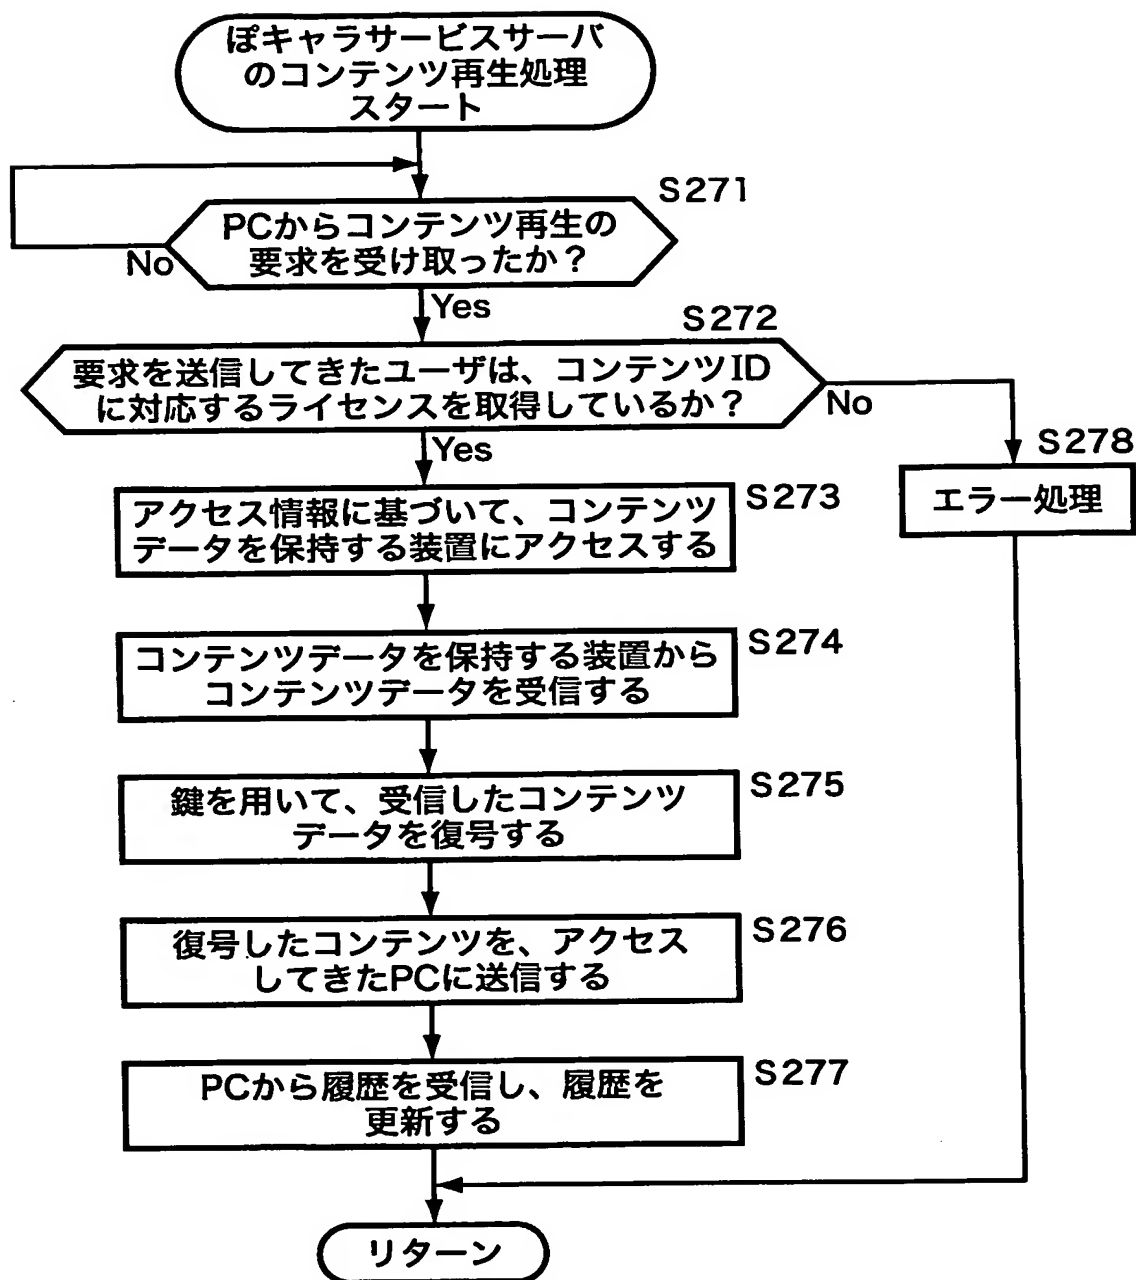 ぽキャラサービスサーバ
のコンテンツ再生処理
スタート
S271
PCからコンテンツ再生の
要求を受け取ったか？
No
Yes
S272
要求を送信してきたユーザは、コンテンツID
に対応するライセンスを取得しているか？
No
Yes
S278
エラー処理
S273
アクセス情報に基づいて、コンテンツ
データを保持する装置にアクセスする
S274
コンテンツデータを保持する装置から
コンテンツデータを受信する
S275
鍵を用いて、受信したコンテンツ
データを復号する
S276
復号したコンテンツを、アクセス
してきたPCに送信する
S277
PCから履歴を受信し、履歴を
更新する
リターン